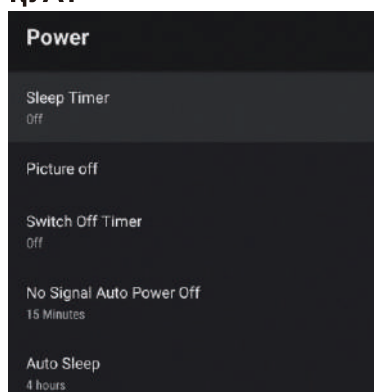 Power
Sleep Timer
Off
Picture off
Switch Off Timer
Off
No Signal Auto Power Off
15 Minutes
Auto Sleep
4 hours